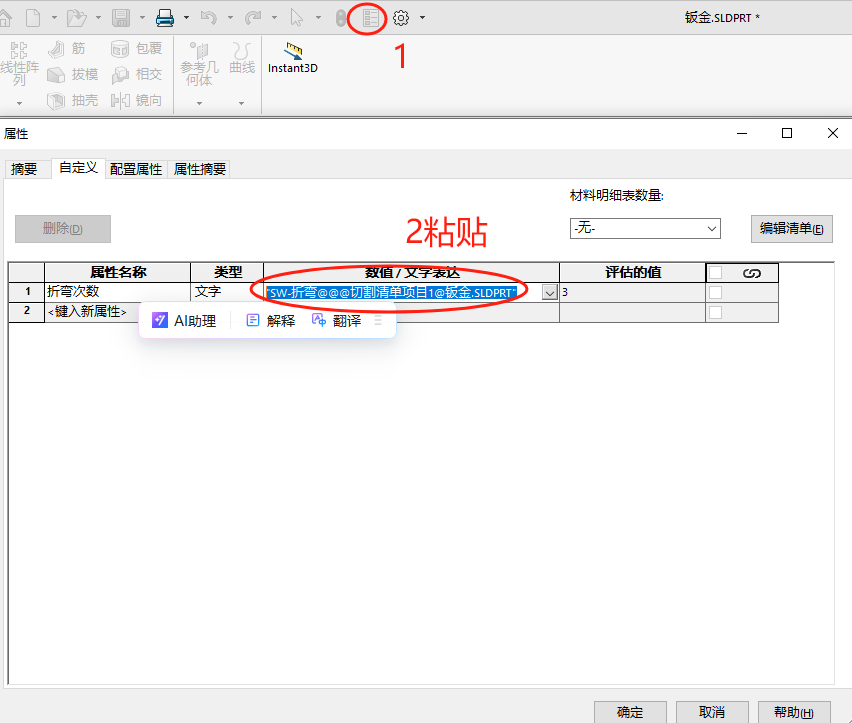 钣金.SLDPRT *
1
线性阵列
筋
拔模
抽壳
包覆
相交
镜向
参考几何体
曲线
Instant3D
属性
摘要
自定义
配置属性
属性摘要
材料明细表数量:
删除(D)
2粘贴
-无-
编辑清单(E)
属性名称
类型
数值 / 文字表达
评估的值
1
折弯次数
文字
"SW-折弯@@@切割清单项目1@钣金.SLDPRT"
3
2
<键入新属性>
AI助理
解释
翻译
确定
取消
帮助(H)